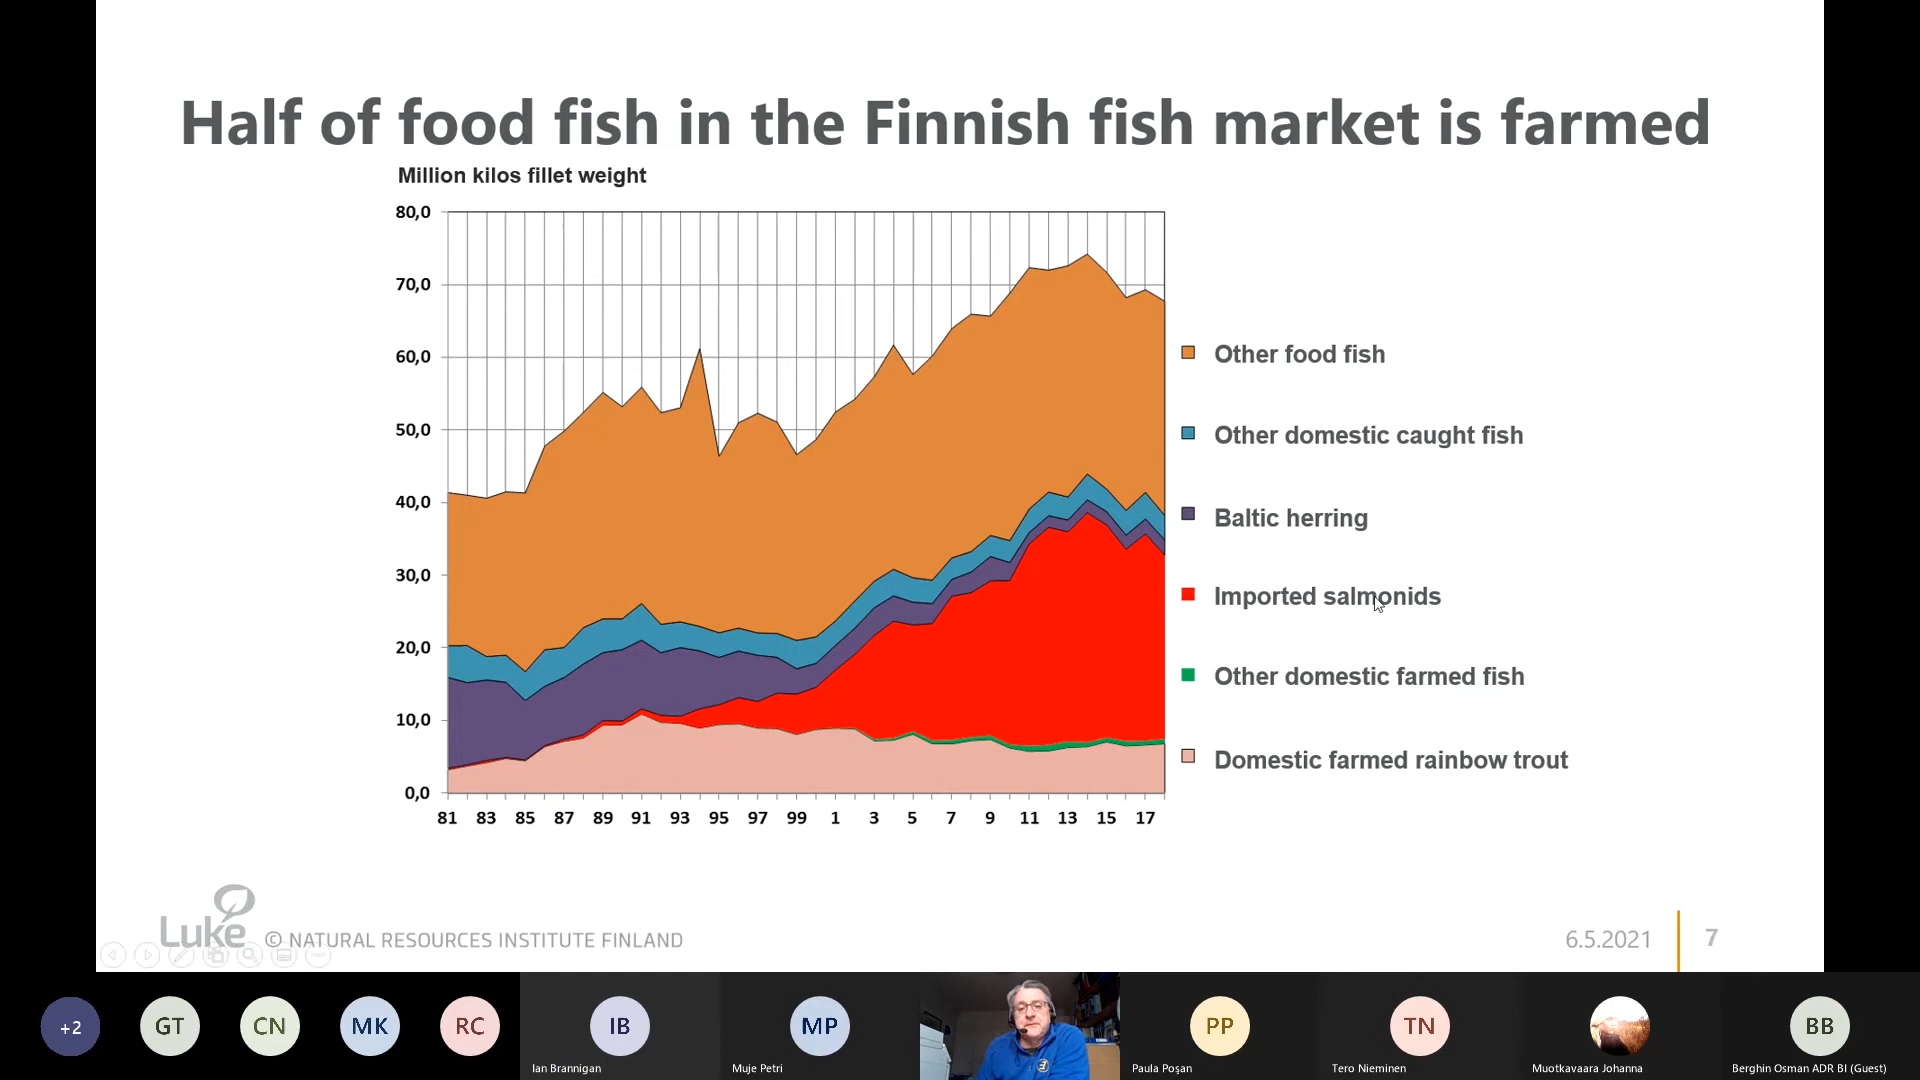 Half of food fish in the Finnish fish market is farmed
Million kilos fillet weight
80,0
70,0
60,0
50,0
40,0
30,0
20,0
10,0
0,0
81 83 85 87 89 91 93 95 97 99 1 3 5 7 9 11 13 15 17
Other food fish
Other domestic caught fish
Baltic herring
Imported salmonids
Other domestic farmed fish
Domestic farmed rainbow trout
Luke © NATURAL RESOURCES INSTITUTE FINLAND
6.5.2021 7
+2 GT CN MK RC IB MP PP TN BB
Ian Brannigan Muje Petri Paula Poşan Tero Nieminen Muotkavaara Johanna Berghin Osman ADR BI (Guest)